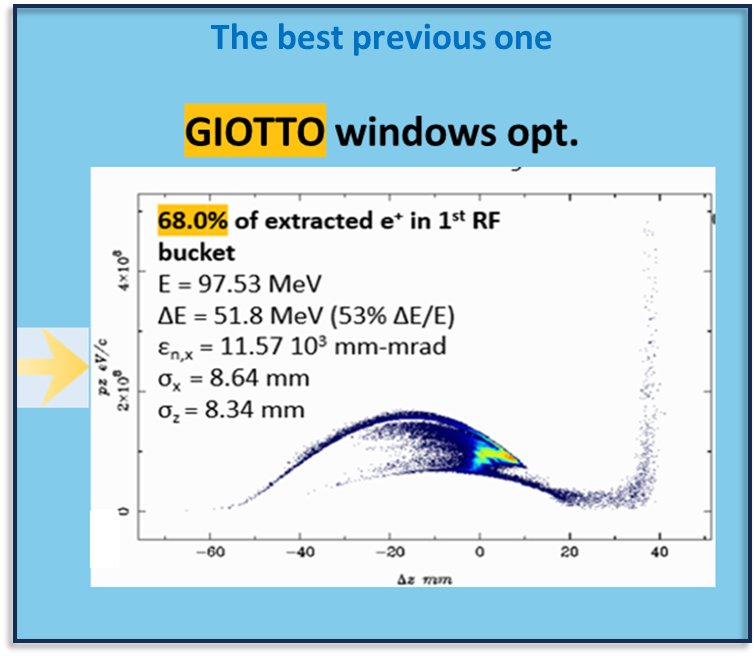 The best previous one
GIOTTO windows opt.
68.0% of extracted e⁺ in 1ˢᵗ RF
bucket
E = 97.53 MeV
ΔE = 51.8 MeV (53% ΔE/E)
εₙ,ₓ = 11.57 10³ mm-mrad
σₓ = 8.64 mm
σ_z = 8.34 mm
pz eV/c
4×10⁸
2×10⁸
0
−60 −40 −20 0 20 40
Δz mm